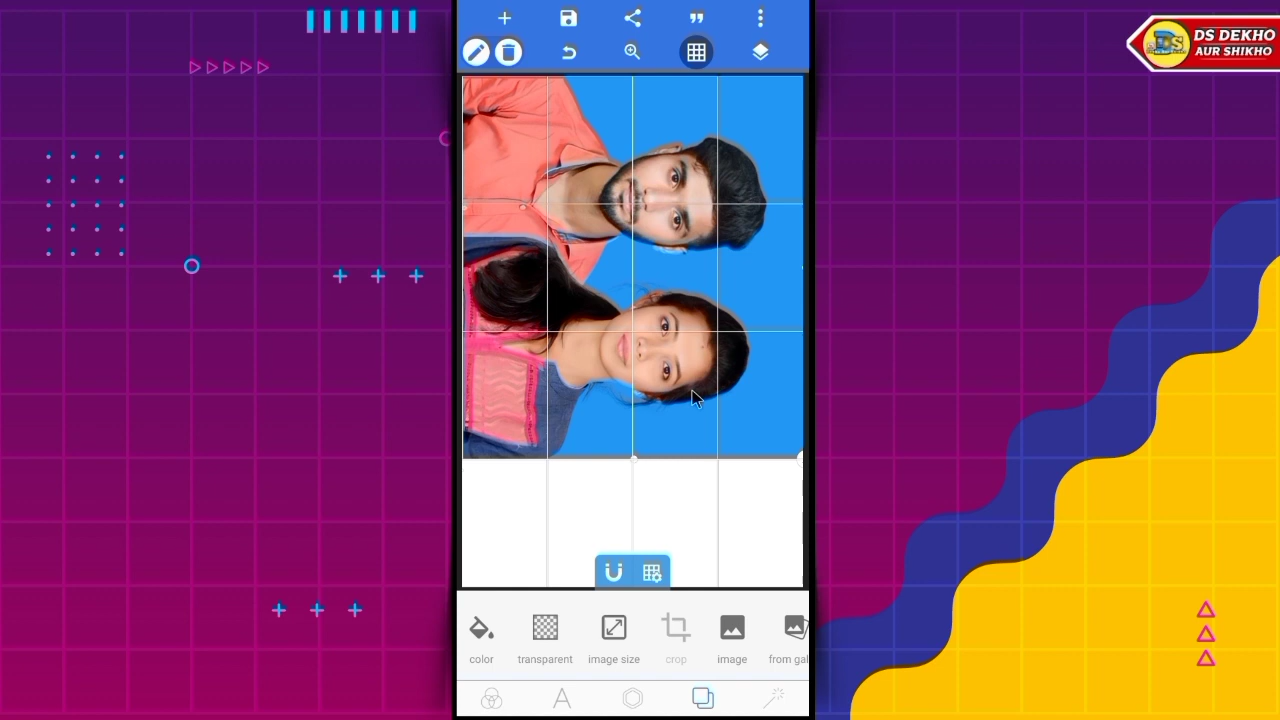 DS DEKHO
AUR SHIKHO
color
transparent
image size
crop
image
from gal